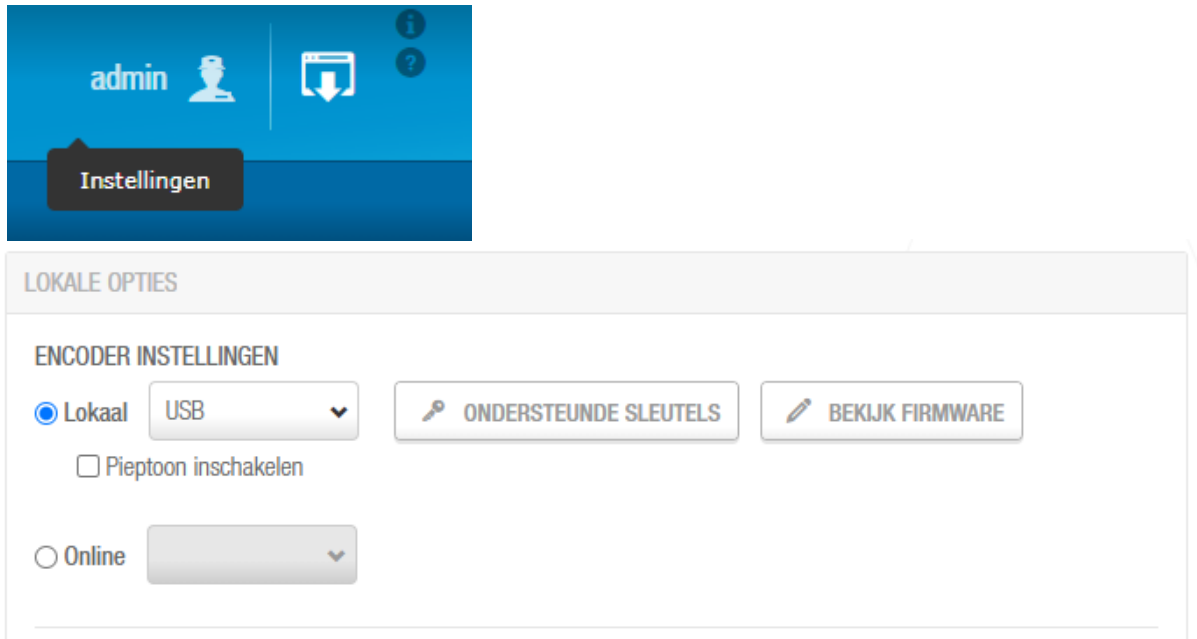 admin
i
?
Instellingen
LOKALE OPTIES
ENCODER INSTELLINGEN
Lokaal USB ONDERSTEUNDE SLEUTELS BEKIJK FIRMWARE
Pieptoon inschakelen
Online